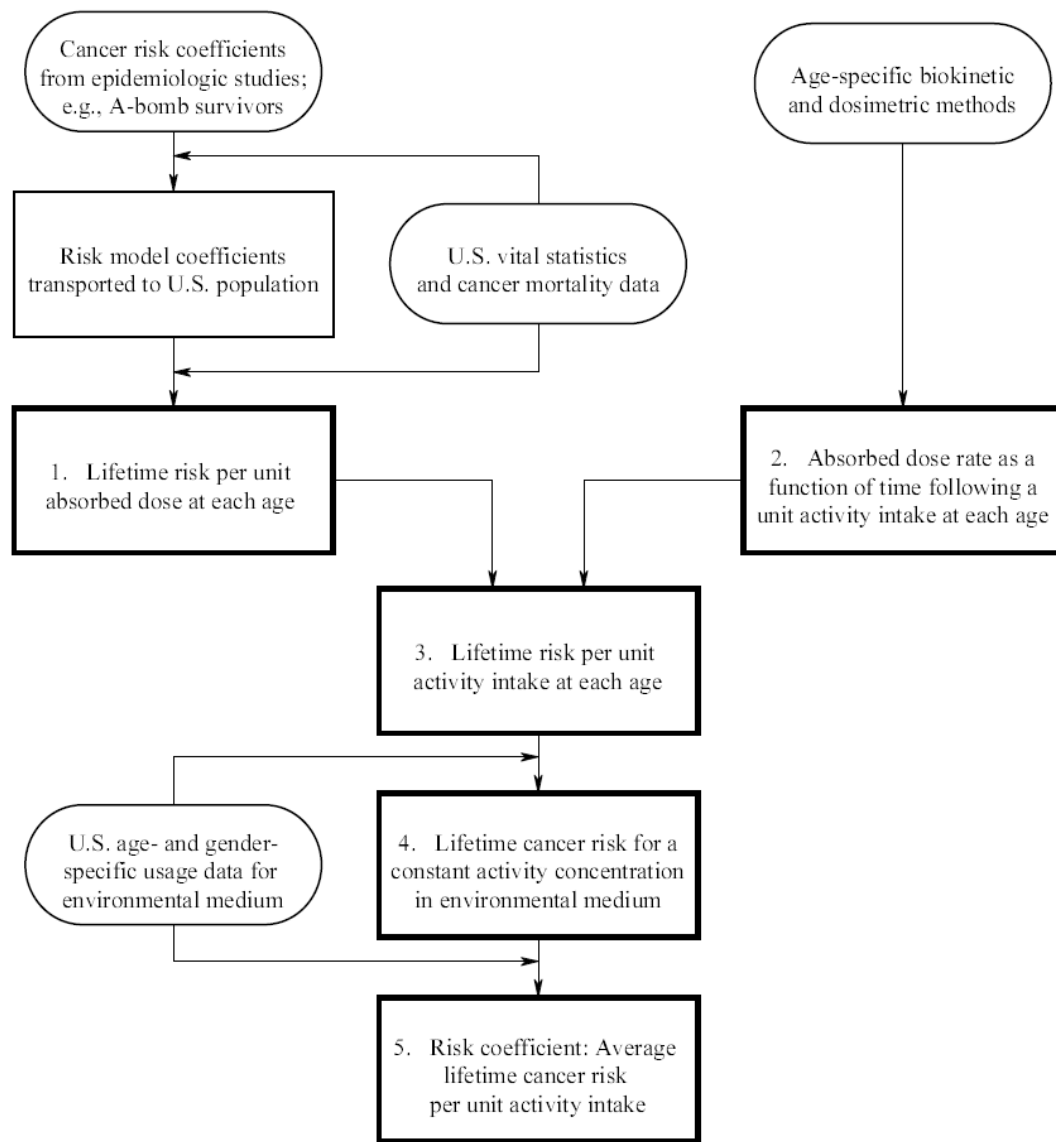 Cancer risk coefficients
from epidemiologic studies;
e.g., A-bomb survivors
Age-specific biokinetic
and dosimetric methods
Risk model coefficients
transported to U.S. population
U.S. vital statistics
and cancer mortality data
1. Lifetime risk per unit
absorbed dose at each age
2. Absorbed dose rate as a
function of time following a
unit activity intake at each age
3. Lifetime risk per unit
activity intake at each age
U.S. age- and gender-
specific usage data for
environmental medium
4. Lifetime cancer risk for a
constant activity concentration
in environmental medium
5. Risk coefficient: Average
lifetime cancer risk
per unit activity intake